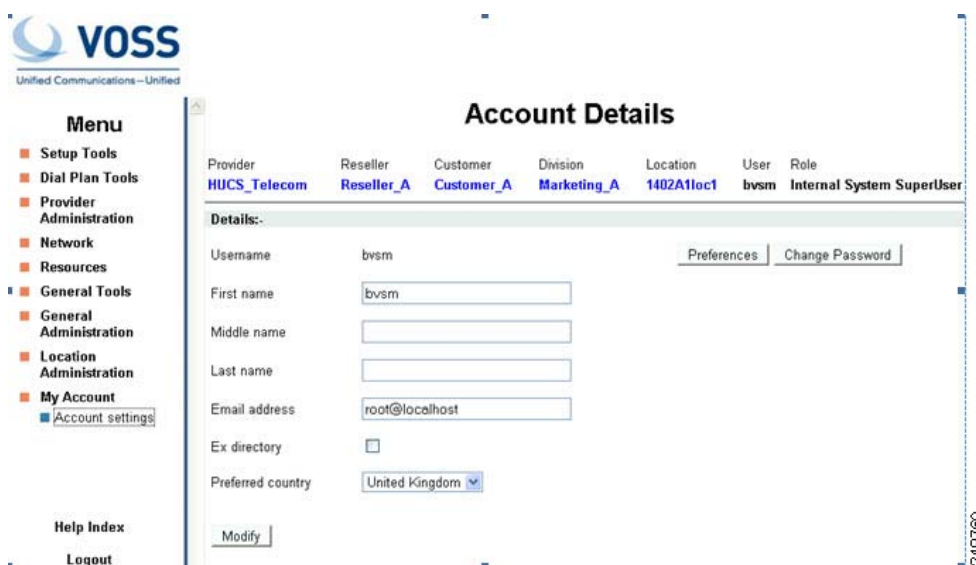 VOSS
Unified Communications—Unified
Menu
Setup Tools
Dial Plan Tools
Provider
Administration
Network
Resources
General Tools
General
Administration
Location
Administration
My Account
Account settings
Help Index
Logout
Account Details
Provider Reseller Customer Division Location User Role
HUCS_Telecom Reseller_A Customer_A Marketing_A 1402A1loc1 bvsm Internal System SuperUser
Details:-
Username bvsm Preferences Change Password
First name bvsm
Middle name
Last name
Email address root@localhost
Ex directory
Preferred country United Kingdom
Modify